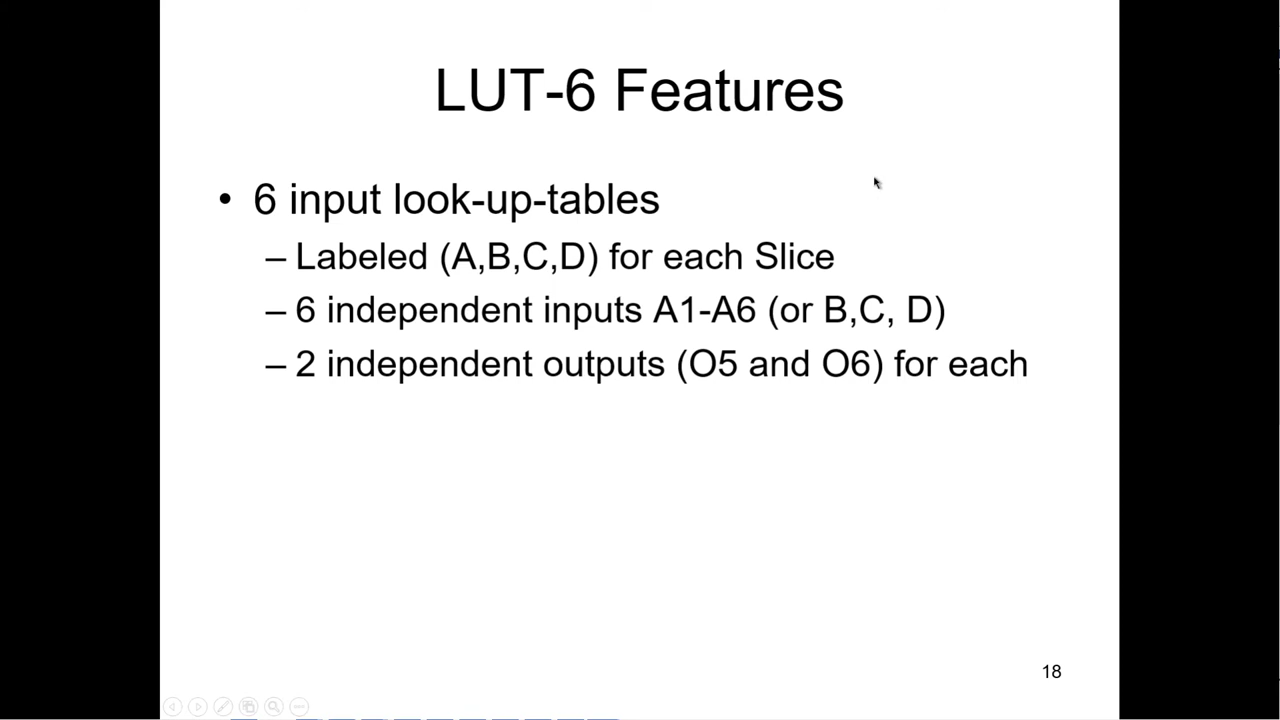 LUT-6 Features
• 6 input look-up-tables
– Labeled (A,B,C,D) for each Slice
– 6 independent inputs A1-A6 (or B,C, D)
– 2 independent outputs (O5 and O6) for each
18